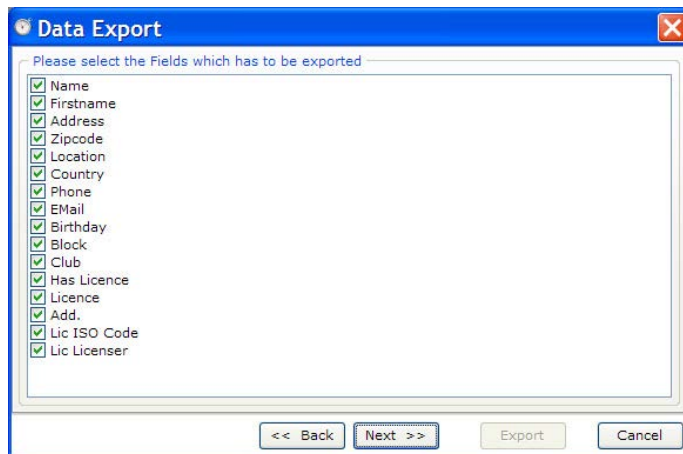 Data Export
Please select the Fields which has to be exported
Name
Firstname
Address
Zipcode
Location
Country
Phone
EMail
Birthday
Block
Club
Has Licence
Licence
Add.
Lic ISO Code
Lic Licenser
<< Back Next >> Export Cancel